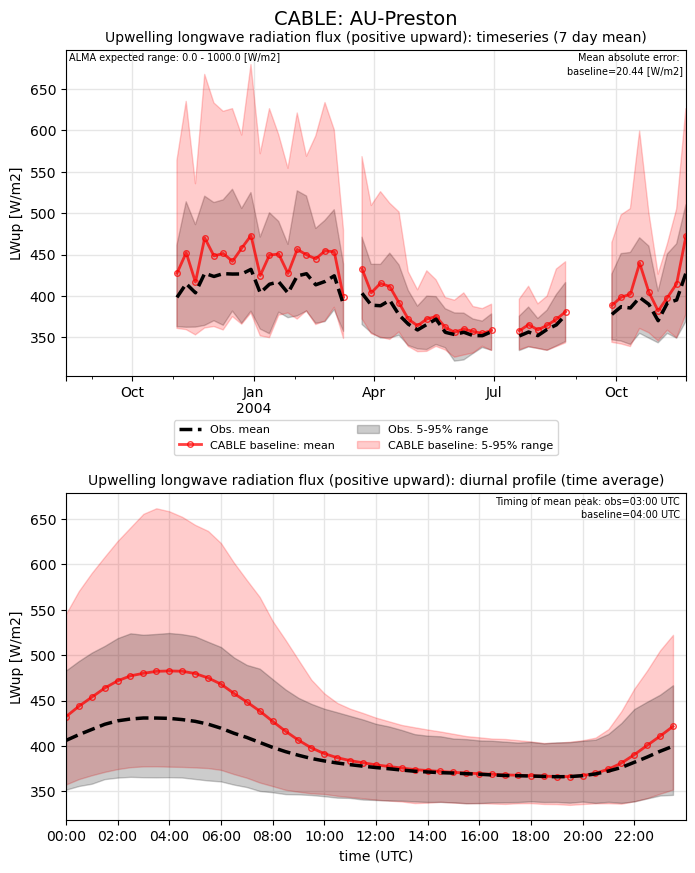 CABLE: AU-Preston
Upwelling longwave radiation flux (positive upward): timeseries (7 day mean)
ALMA expected range: 0.0 - 1000.0 [W/m2]
Mean absolute error:
baseline=20.44 [W/m2]
650
600
550
500
450
400
350
LWup [W/m2]
Oct
Jan
2004
Apr
Jul
Oct
Obs. mean
CABLE baseline: mean
Obs. 5-95% range
CABLE baseline: 5-95% range
Upwelling longwave radiation flux (positive upward): diurnal profile (time average)
Timing of mean peak: obs=03:00 UTC
baseline=04:00 UTC
650
600
550
500
450
400
350
LWup [W/m2]
00:00
02:00
04:00
06:00
08:00
10:00
12:00
14:00
16:00
18:00
20:00
22:00
time (UTC)